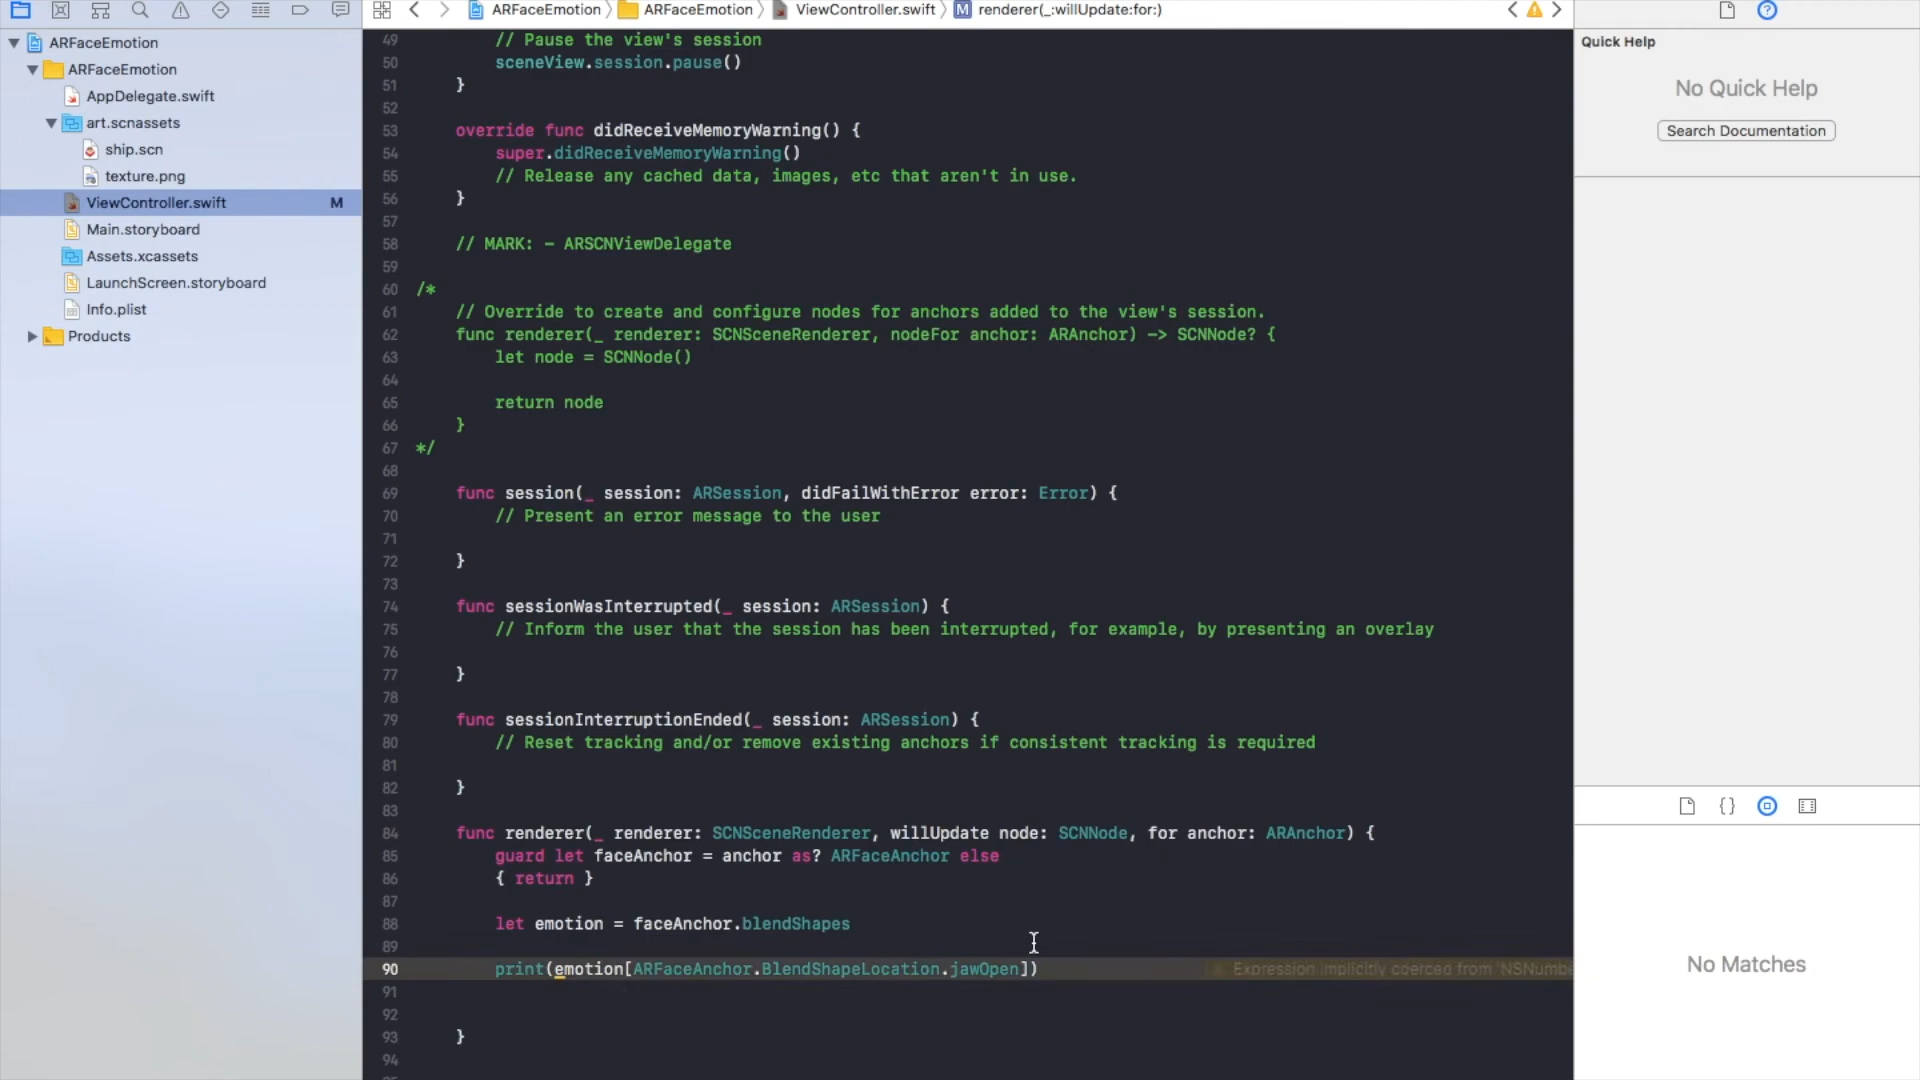 ARFaceEmotion
ARFaceEmotion
ViewController.swift
M
renderer(_:willUpdate:for:)
ARFaceEmotion
ARFaceEmotion
AppDelegate.swift
art.scnassets
ship.scn
texture.png
ViewController.swift M
Main.storyboard
Assets.xcassets
LaunchScreen.storyboard
Info.plist
Products
49 // Pause the view's session
50 sceneView.session.pause()
51 }
52
53 override func didReceiveMemoryWarning() {
54 super.didReceiveMemoryWarning()
55 // Release any cached data, images, etc that aren't in use.
56 }
57
58 // MARK: - ARSCNViewDelegate
59
60 /*
61 // Override to create and configure nodes for anchors added to the view's session.
62 func renderer(_ renderer: SCNSceneRenderer, nodeFor anchor: ARAnchor) -> SCNNode? {
63 let node = SCNNode()
64
65 return node
66 }
67 */
68
69 func session(_ session: ARSession, didFailWithError error: Error) {
70 // Present an error message to the user
71
72 }
73
74 func sessionWasInterrupted(_ session: ARSession) {
75 // Inform the user that the session has been interrupted, for example, by presenting an overlay
76
77 }
78
79 func sessionInterruptionEnded(_ session: ARSession) {
80 // Reset tracking and/or remove existing anchors if consistent tracking is required
81
82 }
83
84 func renderer(_ renderer: SCNSceneRenderer, willUpdate node: SCNNode, for anchor: ARAnchor) {
85 guard let faceAnchor = anchor as? ARFaceAnchor else
86 { return }
87
88 let emotion = faceAnchor.blendShapes
89
90 print(emotion[ARFaceAnchor.BlendShapeLocation.jawOpen]) Expression implicitly coerced from 'NSNumbe
91
92
93 }
94
Quick Help
No Quick Help
Search Documentation
No Matches